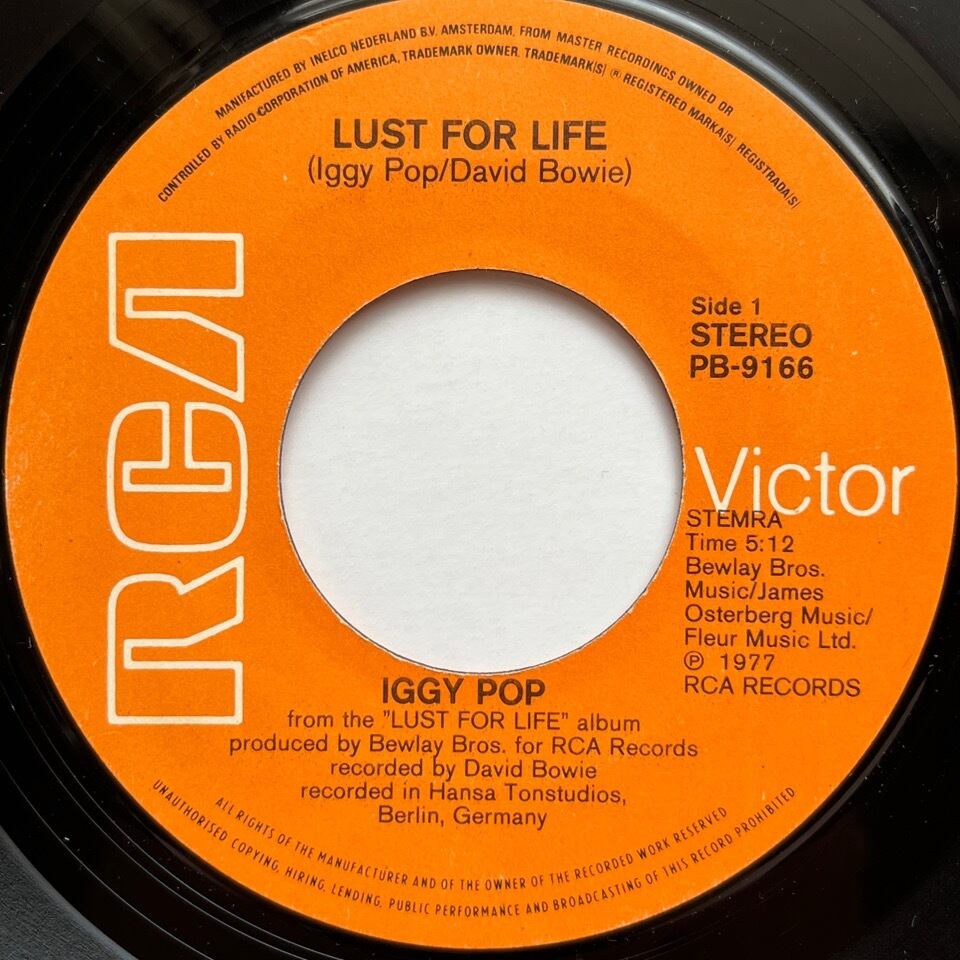 MANUFACTURED BY INELCO NEDERLAND B.V. AMSTERDAM, FROM MASTER RECORDINGS OWNED OR
CONTROLLED BY RADIO CORPORATION OF AMERICA, TRADEMARK OWNER. TRADEMARK(S) ® REGISTERED MARKA(S) REGISTRADA(S)
LUST FOR LIFE
(Iggy Pop/David Bowie)
RCA
Side 1
STEREO
PB-9166
Victor
STEMRA
Time 5:12
Bewlay Bros.
Music/James
Osterberg Music/
Fleur Music Ltd.
℗ 1977
RCA RECORDS
IGGY POP
from the "LUST FOR LIFE" album
produced by Bewlay Bros. for RCA Records
recorded by David Bowie
recorded in Hansa Tonstudios,
Berlin, Germany
ALL RIGHTS OF THE MANUFACTURER AND OF THE OWNER OF THE RECORDED WORK RESERVED
UNAUTHORISED COPYING, HIRING, LENDING, PUBLIC PERFORMANCE AND BROADCASTING OF THIS RECORD PROHIBITED